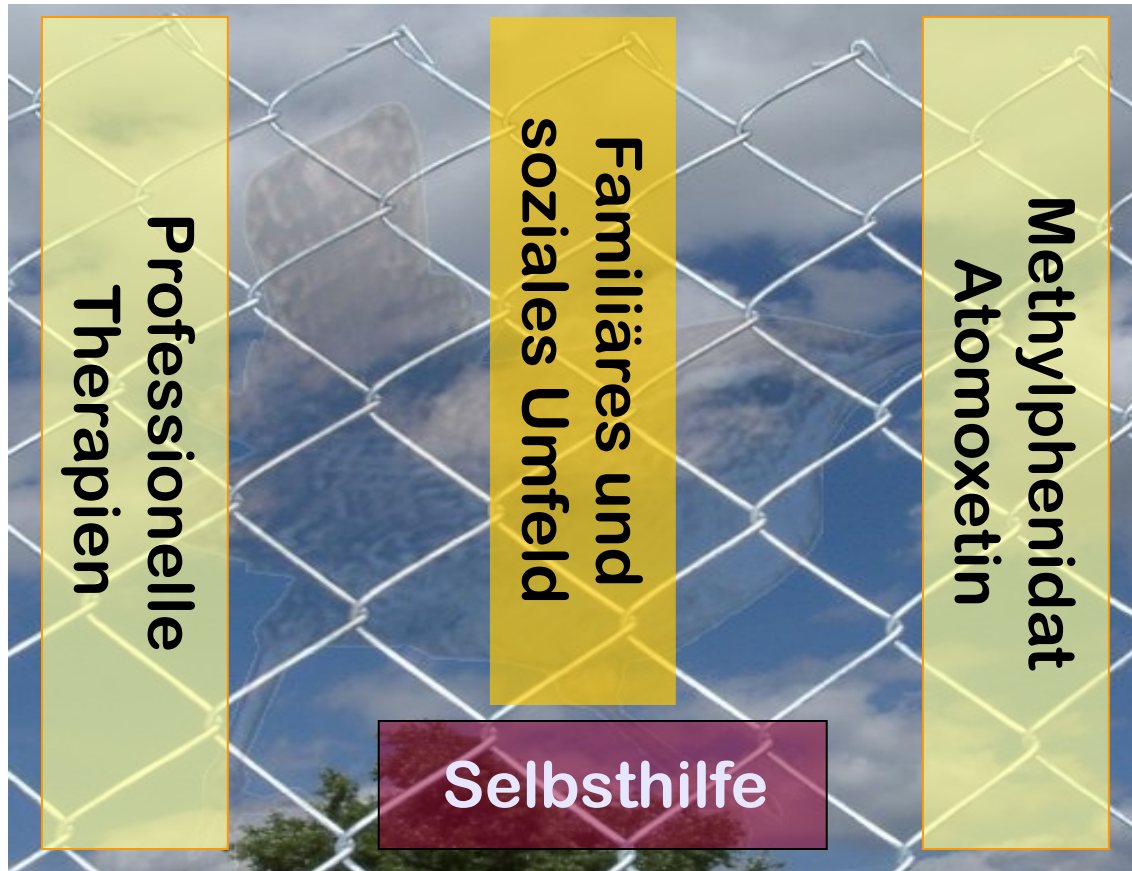 Professionelle
Therapien
Familiäres und
soziales Umfeld
Methylphenidat
Atomoxetin
Selbsthilfe